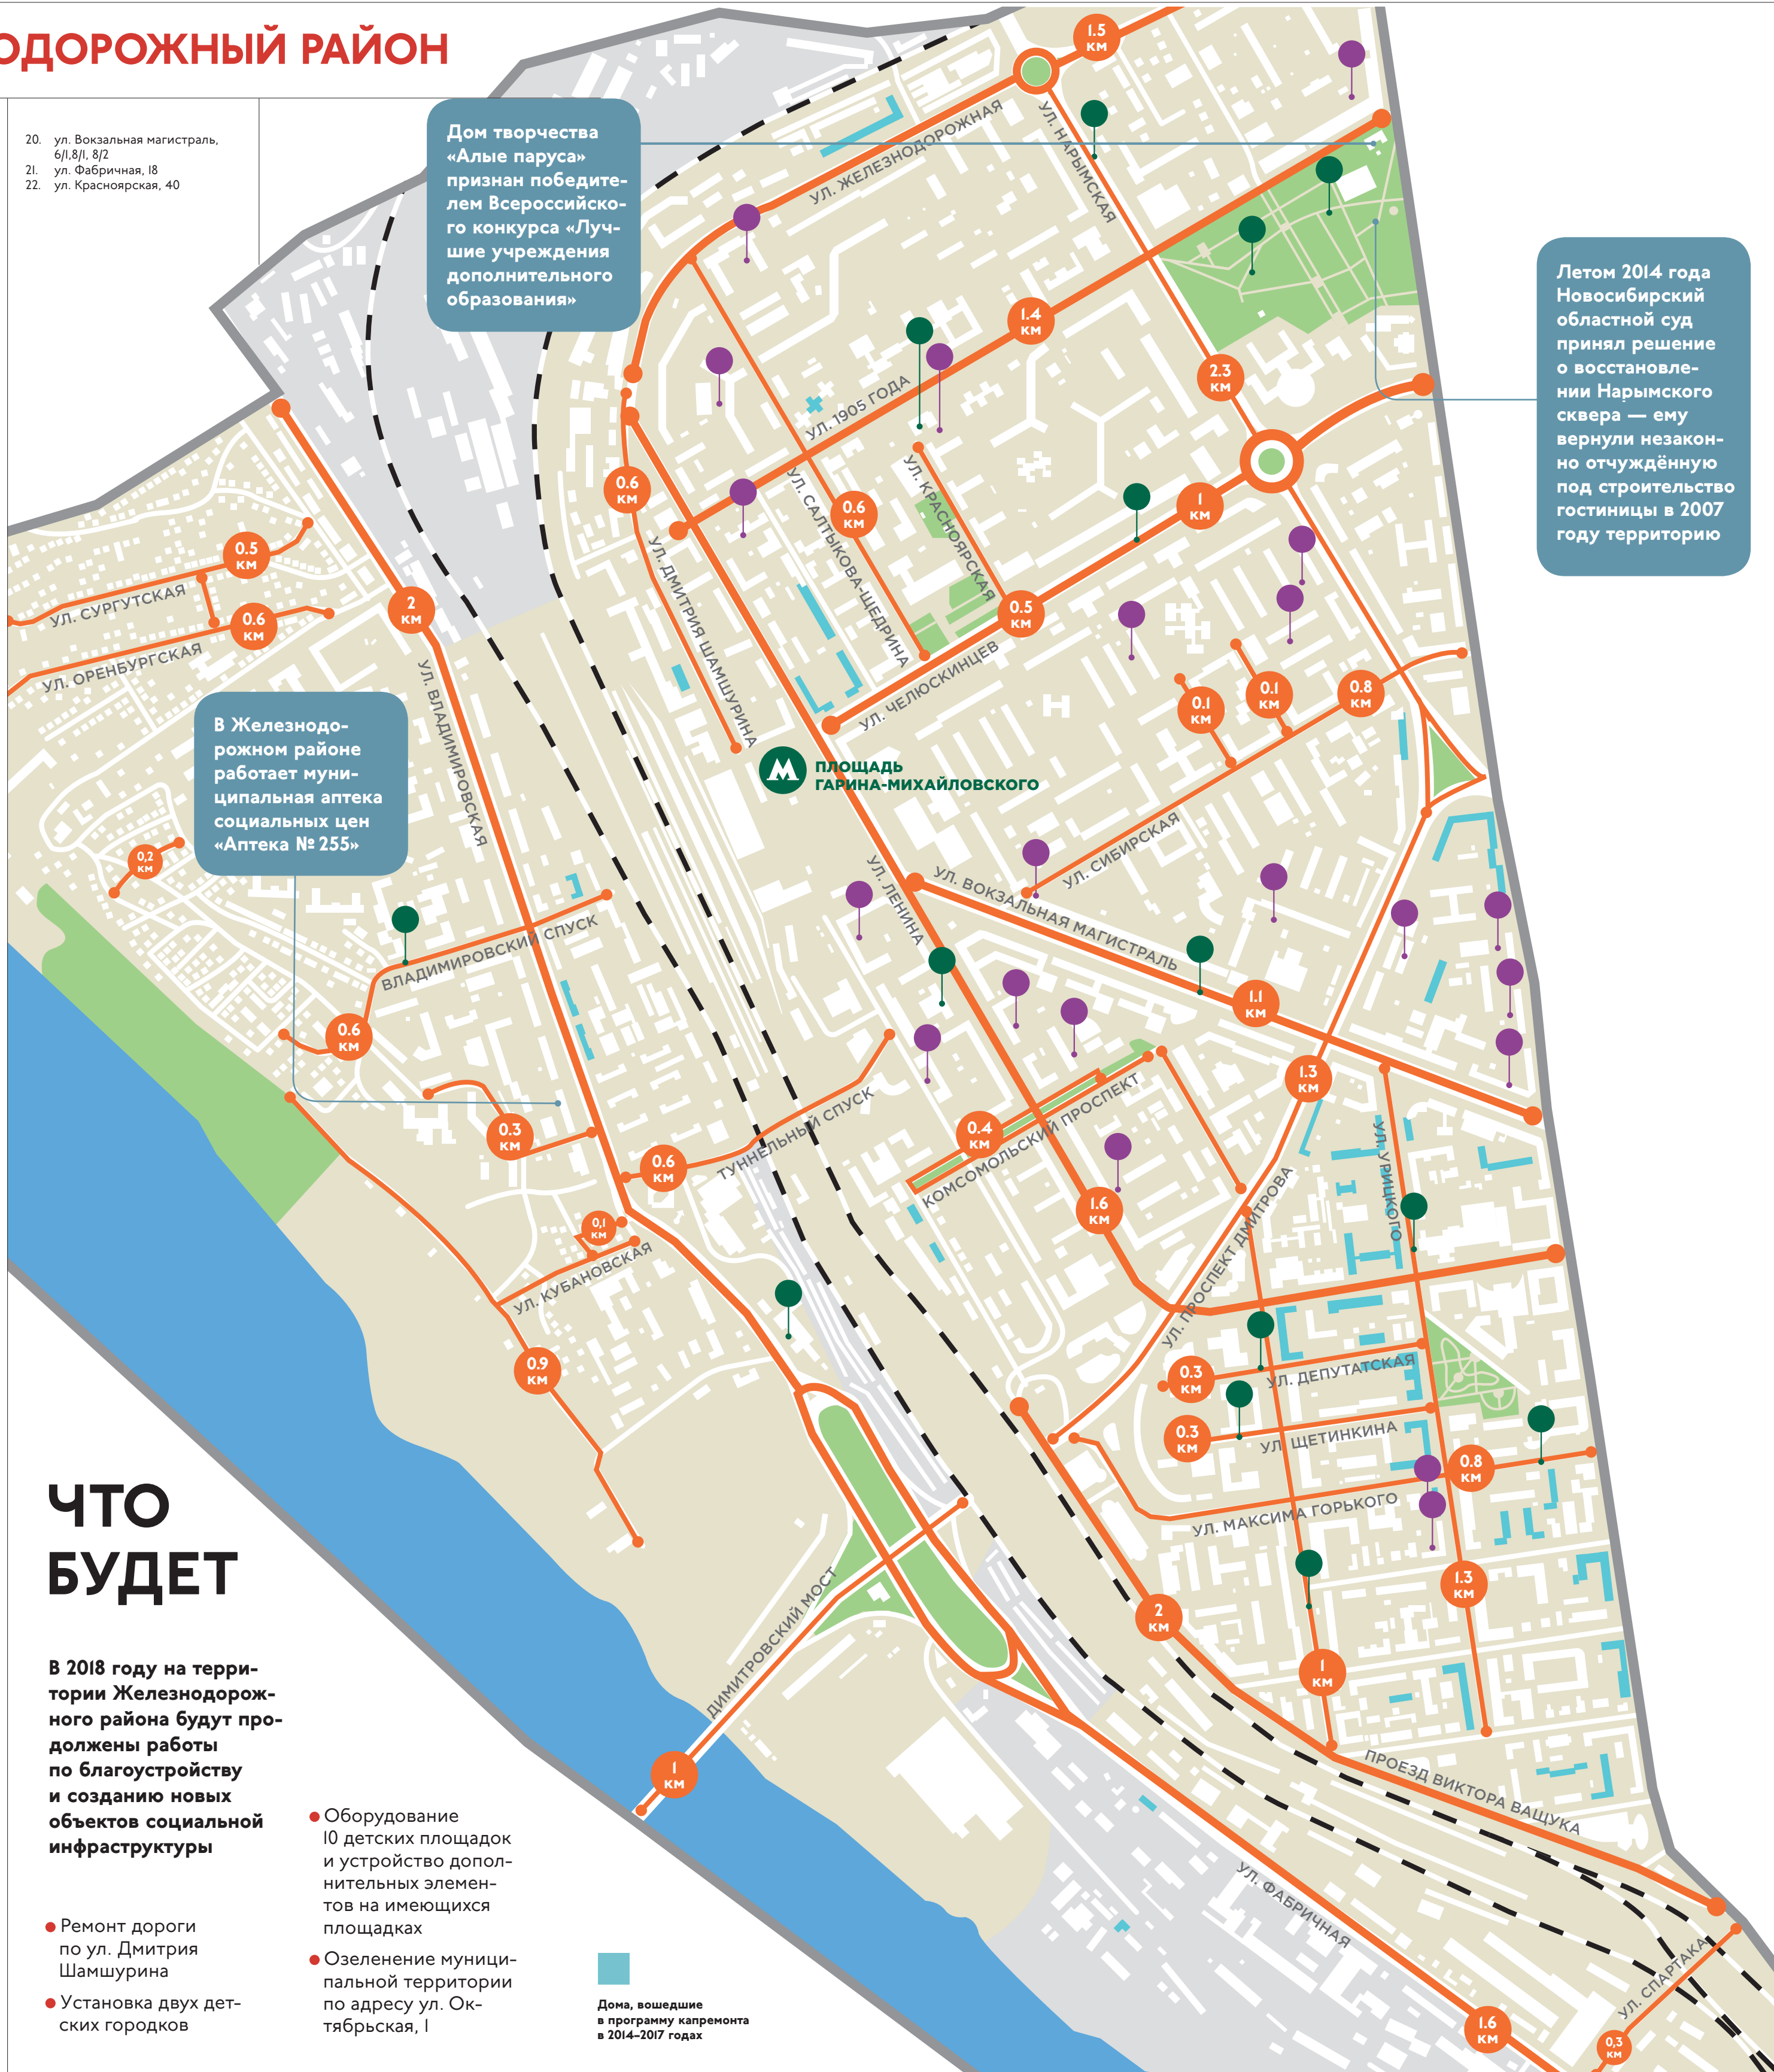 ОДОРОЖНЫЙ РАЙОН
20. ул. Вокзальная магистраль,
6/1,8/1, 8/2
21. ул. Фабричная, 18
22. ул. Красноярская, 40
Дом творчества
«Алые паруса»
признан победите-
лем Всероссийско-
го конкурса «Луч-
шие учреждения
дополнительного
образования»
Летом 2014 года
Новосибирский
областной суд
принял решение
о восстановле-
нии Нарымского
сквера — ему
вернули незакон-
но отчуждённую
под строительство
гостиницы в 2007
году территорию
В Железнодо-
рожном районе
работает муни-
ципальная аптека
социальных цен
«Аптека № 255»
1.5
км
УЛ. ЖЕЛЕЗНОДОРОЖНАЯ
УЛ. НАРЫМСКАЯ
1.4
км
2.3
км
УЛ. 1905 ГОДА
0.6
км
0.6
км
1
км
УЛ. САЛТЫКОВА-ЩЕДРИНА
УЛ. КРАСНОЯРСКАЯ
УЛ. ДМИТРИЯ ШАМШУРИНА
0.5
км
УЛ. СУРГУТСКАЯ
0.6
км
УЛ. ОРЕНБУРГСКАЯ
2
км
УЛ. ВЛАДИМИРОВСКАЯ
0.5
км
УЛ. ЧЕЛЮСКИНЦЕВ
0.1
км
0.1
км
0.8
км
ПЛОЩАДЬ
ГАРИНА-МИХАЙЛОВСКОГО
УЛ. СИБИРСКАЯ
0,2
км
УЛ. ЛЕНИНА
УЛ. ВОКЗАЛЬНАЯ МАГИСТРАЛЬ
ВЛАДИМИРОВСКИЙ СПУСК
1.1
км
0.6
км
1.3
км
0.3
км
0.6
км
ТУННЕЛЬНЫЙ СПУСК
0.4
км
КОМСОМОЛЬСКИЙ ПРОСПЕКТ
УЛ. УРИЦКОГО
1.6
км
УЛ. ПРОСПЕКТ ДМИТРОВА
0,1
км
УЛ. КУБАНОВСКАЯ
0.9
км
0.3
км
УЛ. ДЕПУТАТСКАЯ
0.3
км
УЛ. ЩЕТИНКИНА
0.8
км
УЛ. МАКСИМА ГОРЬКОГО
1.3
км
2
км
1
км
ДИМИТРОВСКИЙ МОСТ
1
км
ПРОЕЗД ВИКТОРА ВАЩУКА
УЛ. ФАБРИЧНАЯ
УЛ. СПАРТАКА
1.6
км
0,3
км
ЧТО
БУДЕТ
В 2018 году на терри-
тории Железнодорож-
ного района будут про-
должены работы
по благоустройству
и созданию новых
объектов социальной
инфраструктуры
Ремонт дороги
по ул. Дмитрия
Шамшурина
Установка двух дет-
ских городков
Оборудование
10 детских площадок
и устройство допол-
нительных элемен-
тов на имеющихся
площадках
Озеленение муници-
пальной территории
по адресу ул. Ок-
тябрьская, 1
Дома, вошедшие
в программу капремонта
в 2014–2017 годах